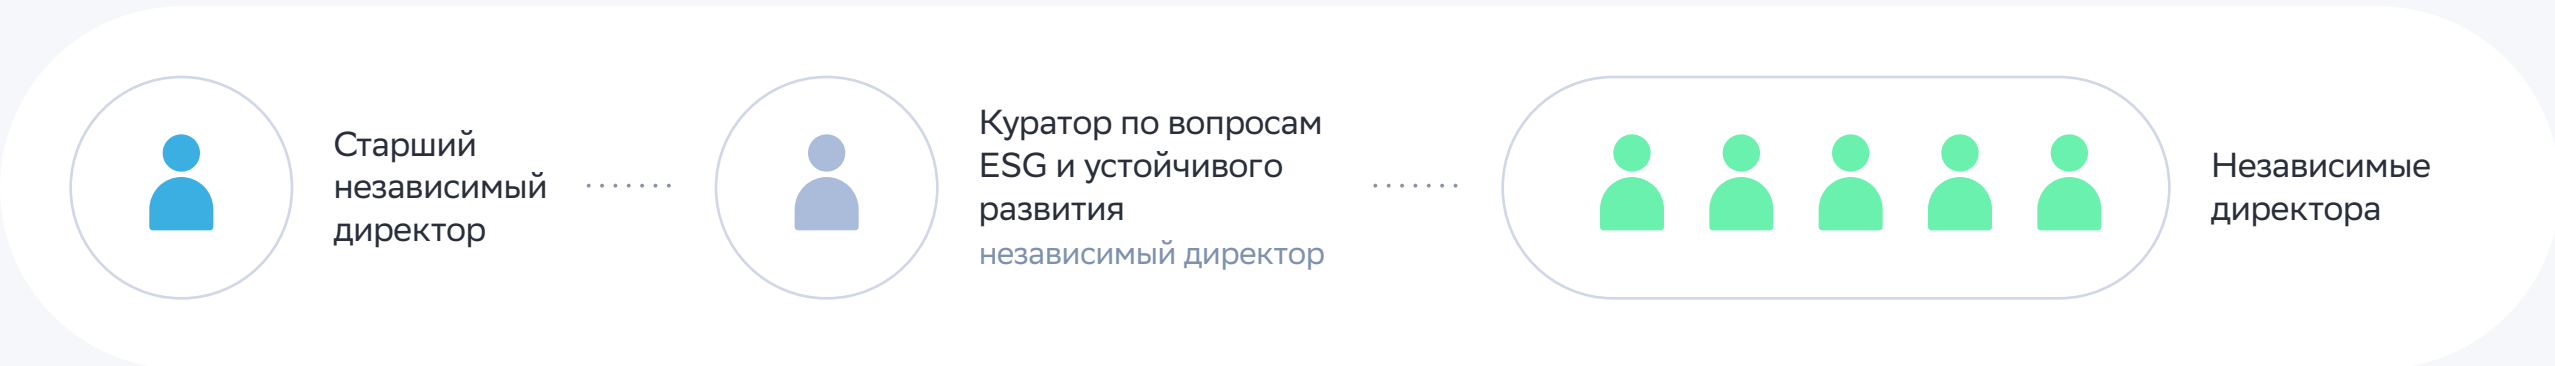 Старший
независимый
директор
Куратор по вопросам
ESG и устойчивого
развития
независимый директор
Независимые
директора